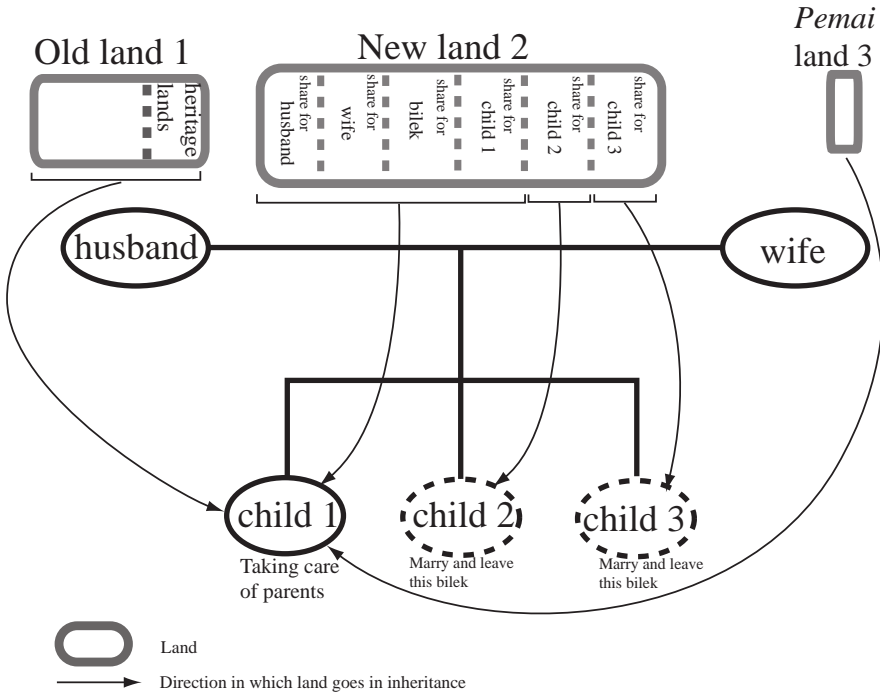 Old land 1
heritage
lands
New land 2
share for
husband
share for
wife
share for
bilek
share for
child 1
share for
child 2
share for
child 3
Pemai
land 3
husband
wife
child 1
Taking care
of parents
child 2
Marry and leave
this bilek
child 3
Marry and leave
this bilek
Land
Direction in which land goes in inheritance